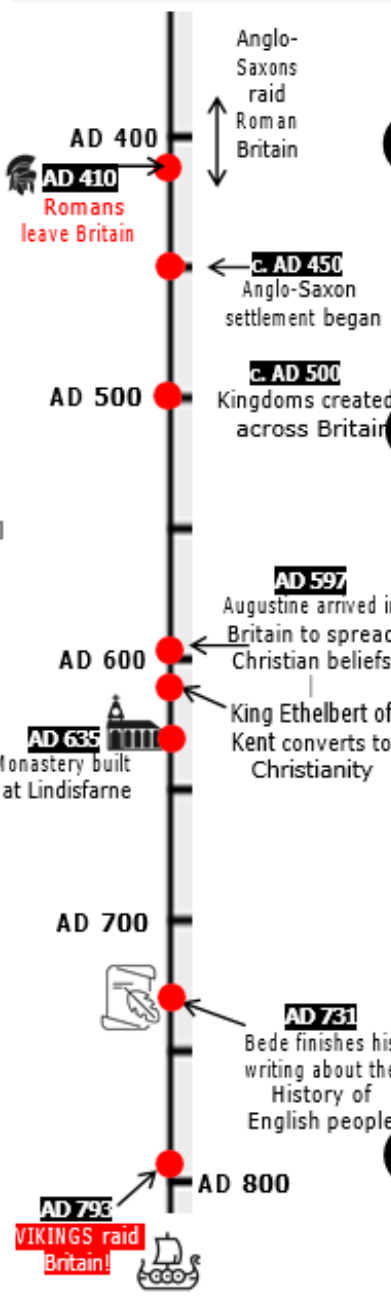 Anglo-
Saxons
raid
Roman
Britain
AD 400
AD 410
Romans
leave Britain
c. AD 450
Anglo-Saxon
settlement began
c. AD 500
AD 500
Kingdoms created
across Britain
AD 597
Augustine arrived in
Britain to spread
Christian beliefs
AD 600
King Ethelbert of
Kent converts to
Christianity
AD 635
Monastery built
at Lindisfarne
AD 700
AD 731
Bede finishes his
writing about the
History of
English people
AD 793
VIKINGS raid
Britain!
AD 800